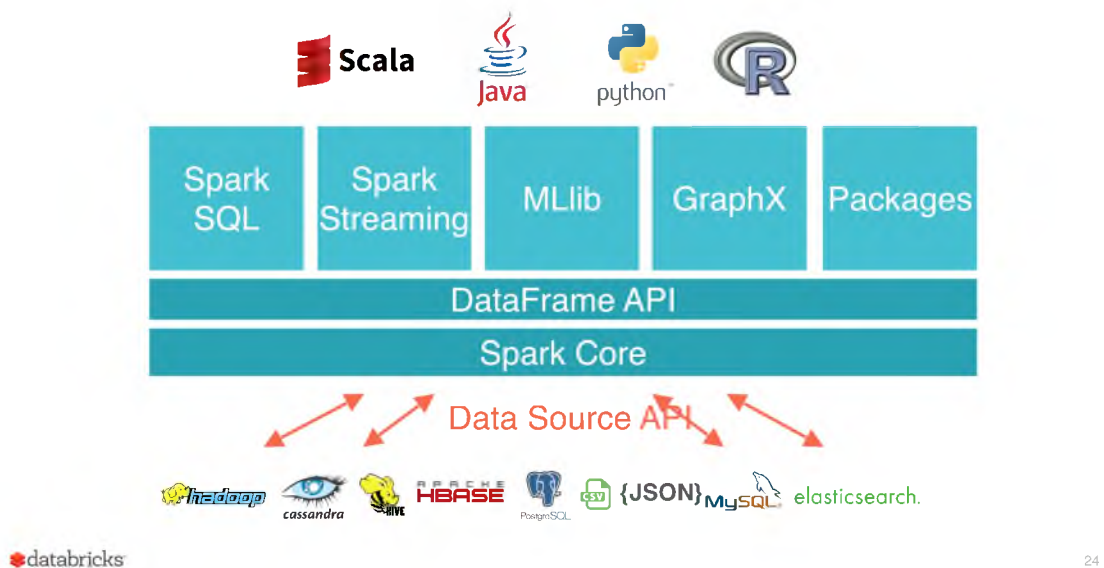 Scala
Java
python
R
Spark
SQL
Spark
Streaming
MLlib
GraphX
Packages
DataFrame API
Spark Core
Data Source API
hadoop
cassandra
HIVE
APACHE
HBASE
PostgreSQL
CSV
{JSON}
MySQL
elasticsearch.
databricks
24